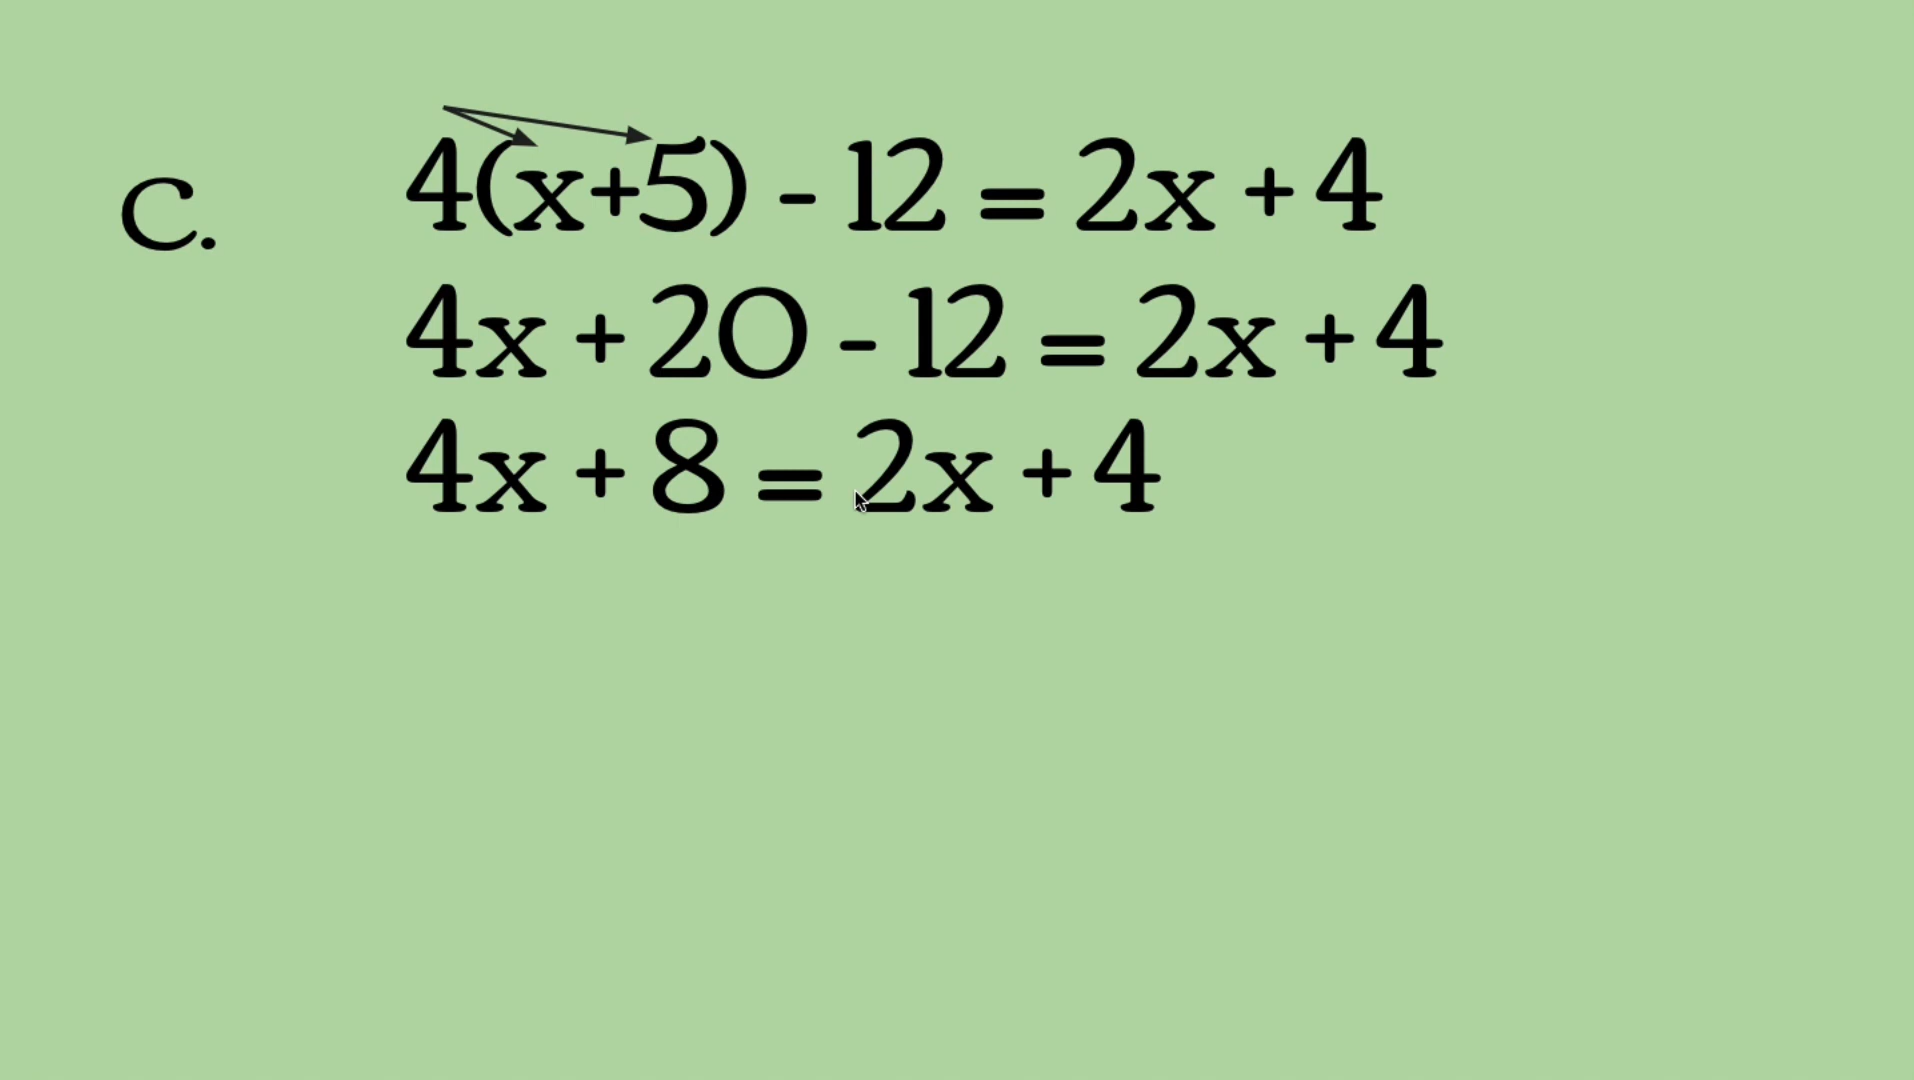 C.
4(x+5) - 12 = 2x + 4
4x + 20 - 12 = 2x + 4
4x + 8 = 2x + 4